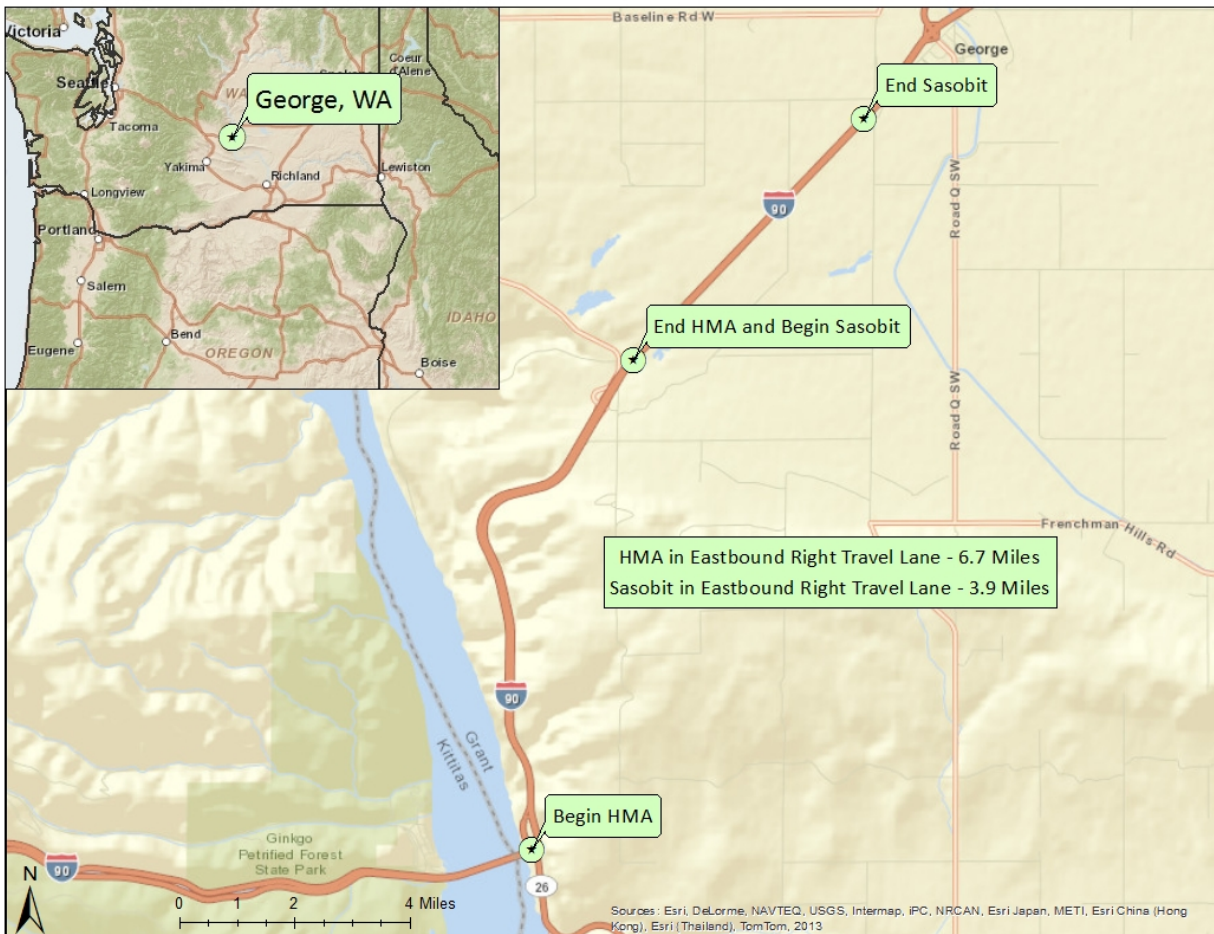 Victoria
Seattle
Tacoma
WA
Spokane
Coeur
d'Alene
George, WA
Yakima
Richland
Lewiston
Longview
Portland
Salem
Bend
Eugene
OREGON
IDAHO
Boise
Baseline Rd W
George
End Sasobit
Road Q SW
90
End HMA and Begin Sasobit
Road Q SW
Frenchman Hills Rd
HMA in Eastbound Right Travel Lane - 6.7 Miles
Sasobit in Eastbound Right Travel Lane - 3.9 Miles
90
Grant
Kittitas
Begin HMA
Ginkgo
Petrified Forest
State Park
90
26
N
0 1 2 4 Miles
Sources: Esri, DeLorme, NAVTEQ, USGS, Intermap, iPC, NRCAN, Esri Japan, METI, Esri China (Hong
Kong), Esri (Thailand), TomTom, 2013